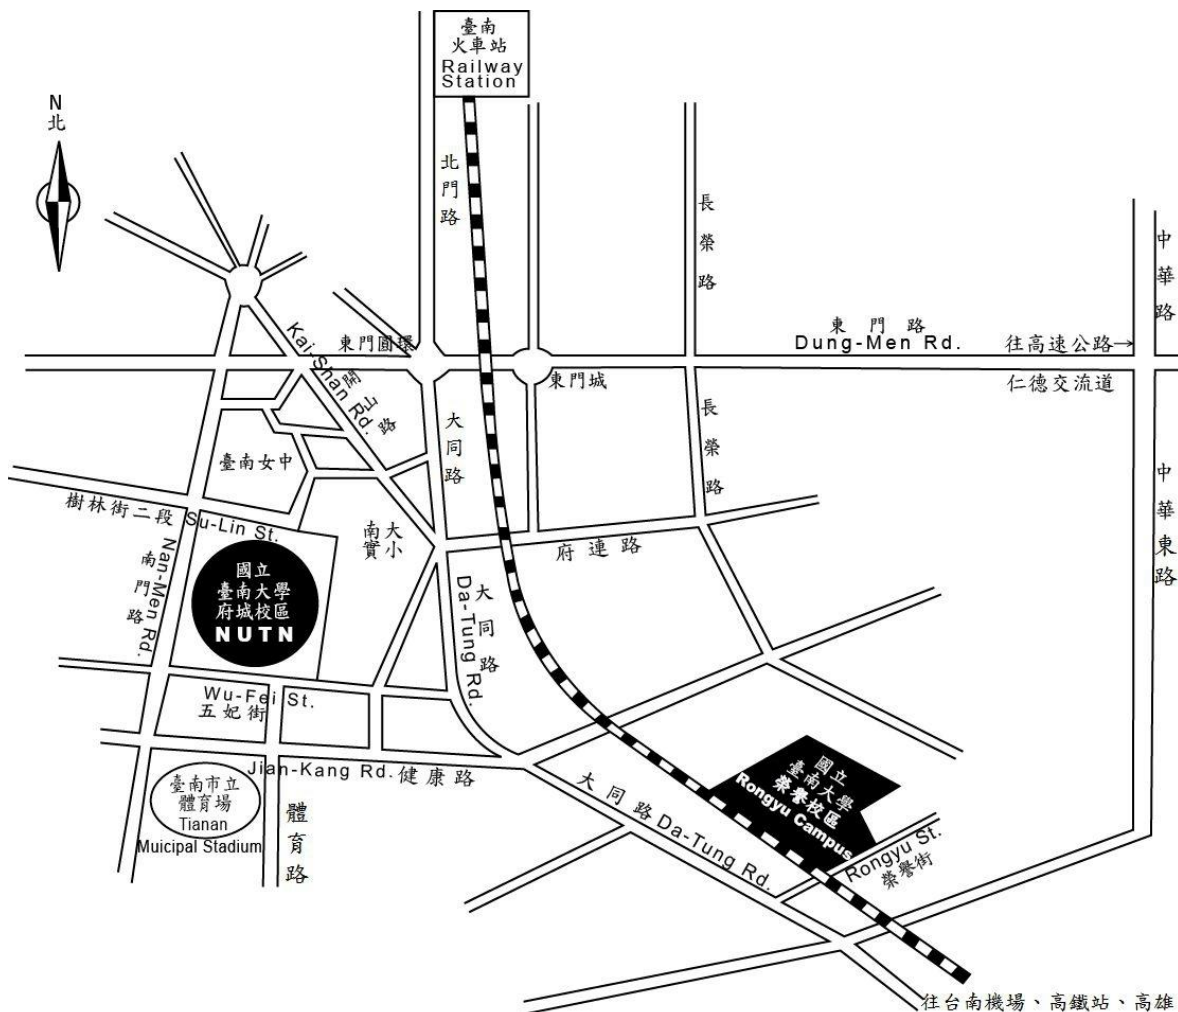 臺南
火車站
Railway
Station
N
北
北門路
長榮路
中華路
東門路
Dung-Men Rd.
往高速公路→
仁德交流道
東門圓環
東門城
Kai-Shan Rd.
開山路
大同路
長榮路
中華東路
臺南女中
樹林街二段
Su-Lin St.
南大
實小
府連路
Nan-Men Rd.
南門路
國立
臺南大學
府城校區
NUTN
Da-Tung Rd.
大同路
Wu-Fei St.
五妃街
Jian-Kang Rd. 健康路
臺南市立
體育場
Tianan
Muicipal Stadium
體育路
大同路 Da-Tung Rd.
國立
臺南大學
榮譽校區
Rongyu Campus
Rongyu St.
榮譽街
往台南機場、高鐵站、高雄